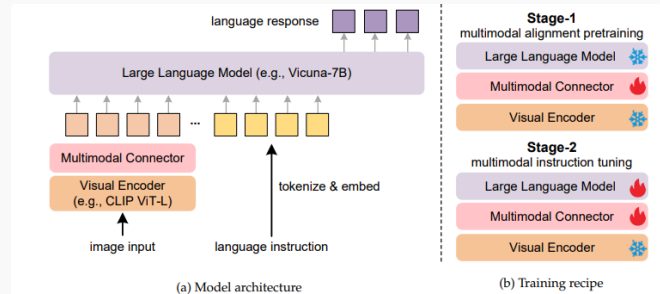 language response
Large Language Model (e.g., Vicuna-7B)
...
Multimodal Connector
Visual Encoder
(e.g., CLIP ViT-L)
tokenize & embed
image input
language instruction
(a) Model architecture
Stage-1
multimodal alignment pretraining
Large Language Model
Multimodal Connector
Visual Encoder
Stage-2
multimodal instruction tuning
Large Language Model
Multimodal Connector
Visual Encoder
(b) Training recipe